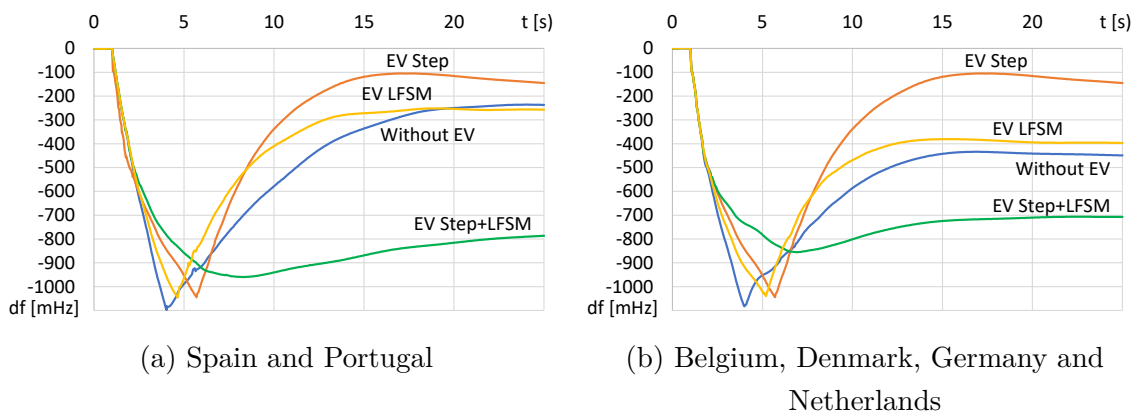 0 5 10 15 20 t [s]
0
-100
-200
-300
-400
-500
-600
-700
-800
-900
-1000
df [mHz]
EV Step
EV LFSM
Without EV
EV Step+LFSM
(a) Spain and Portugal
0 5 10 15 20 t [s]
0
-100
-200
-300
-400
-500
-600
-700
-800
-900
-1000
df [mHz]
EV Step
EV LFSM
Without EV
EV Step+LFSM
(b) Belgium, Denmark, Germany and
Netherlands